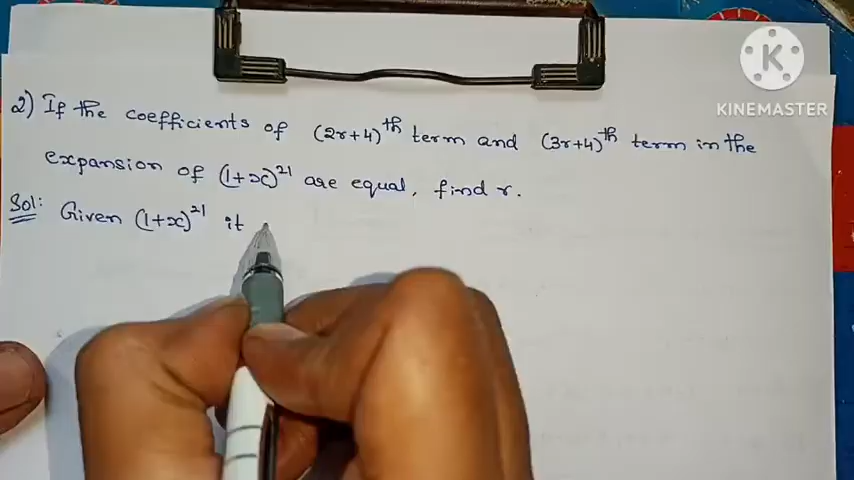 2) If the coefficients of (2r+4)th term and (3r+4)th term in the
expansion of (1+x)²¹ are equal, find r.
Sol: Given (1+x)²¹ it
KINEMASTER